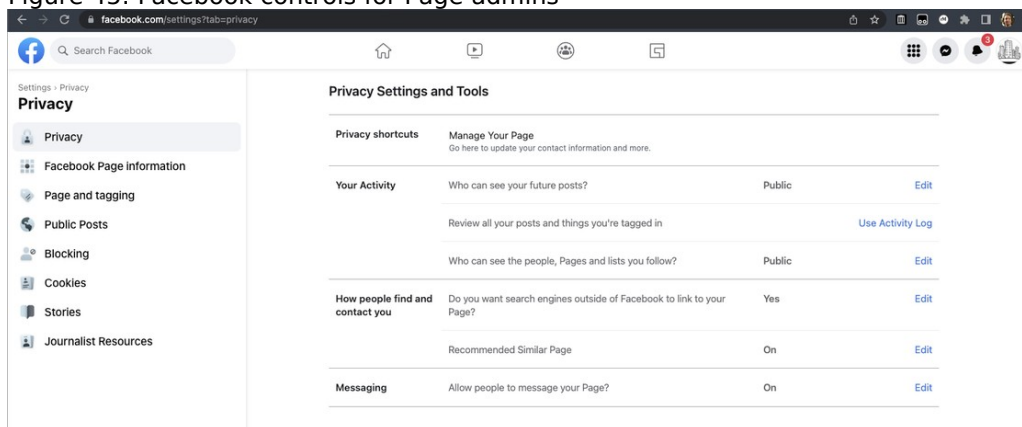 Figure 45: Facebook controls for Page admins
facebook.com/settings?tab=privacy
Search Facebook
3
Settings › Privacy
Privacy
Privacy
Facebook Page information
Page and tagging
Public Posts
Blocking
Cookies
Stories
Journalist Resources
Privacy Settings and Tools
Privacy shortcuts
Manage Your Page
Go here to update your contact information and more.
Your Activity
Who can see your future posts?
Public
Edit
Review all your posts and things you're tagged in
Use Activity Log
Who can see the people, Pages and lists you follow?
Public
Edit
How people find and
contact you
Do you want search engines outside of Facebook to link to your
Page?
Yes
Edit
Recommended Similar Page
On
Edit
Messaging
Allow people to message your Page?
On
Edit